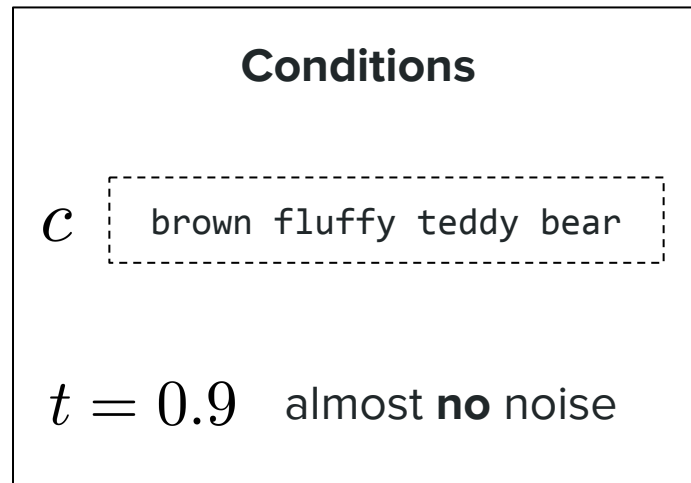 Conditions
c brown fluffy teddy bear
t = 0.9 almost no noise